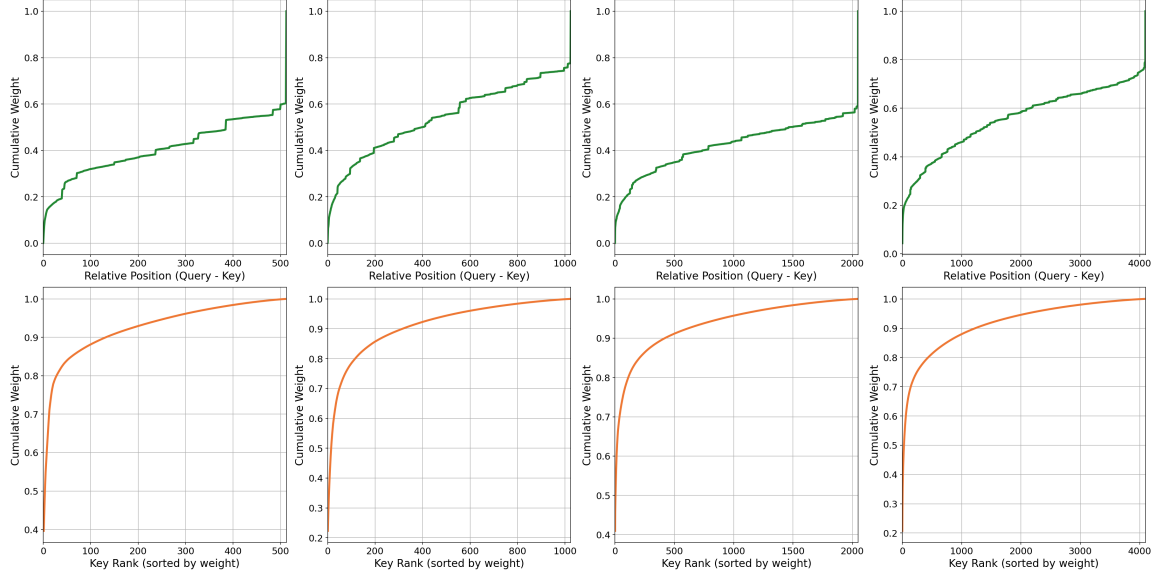 1.0
0.8
0.6
0.4
0.2
0.0
Cumulative Weight
0 100 200 300 400 500
Relative Position (Query - Key)
1.0
0.8
0.6
0.4
0.2
0.0
Cumulative Weight
0 200 400 600 800 1000
Relative Position (Query - Key)
1.0
0.8
0.6
0.4
0.2
0.0
Cumulative Weight
0 500 1000 1500 2000
Relative Position (Query - Key)
1.0
0.8
0.6
0.4
0.2
0.0
Cumulative Weight
0 1000 2000 3000 4000
Relative Position (Query - Key)
1.0
0.9
0.8
0.7
0.6
0.5
0.4
Cumulative Weight
0 100 200 300 400 500
Key Rank (sorted by weight)
1.0
0.9
0.8
0.7
0.6
0.5
0.4
0.3
0.2
Cumulative Weight
0 200 400 600 800 1000
Key Rank (sorted by weight)
1.0
0.9
0.8
0.7
0.6
0.5
0.4
Cumulative Weight
0 500 1000 1500 2000
Key Rank (sorted by weight)
1.0
0.9
0.8
0.7
0.6
0.5
0.4
0.3
0.2
Cumulative Weight
0 1000 2000 3000 4000
Key Rank (sorted by weight)